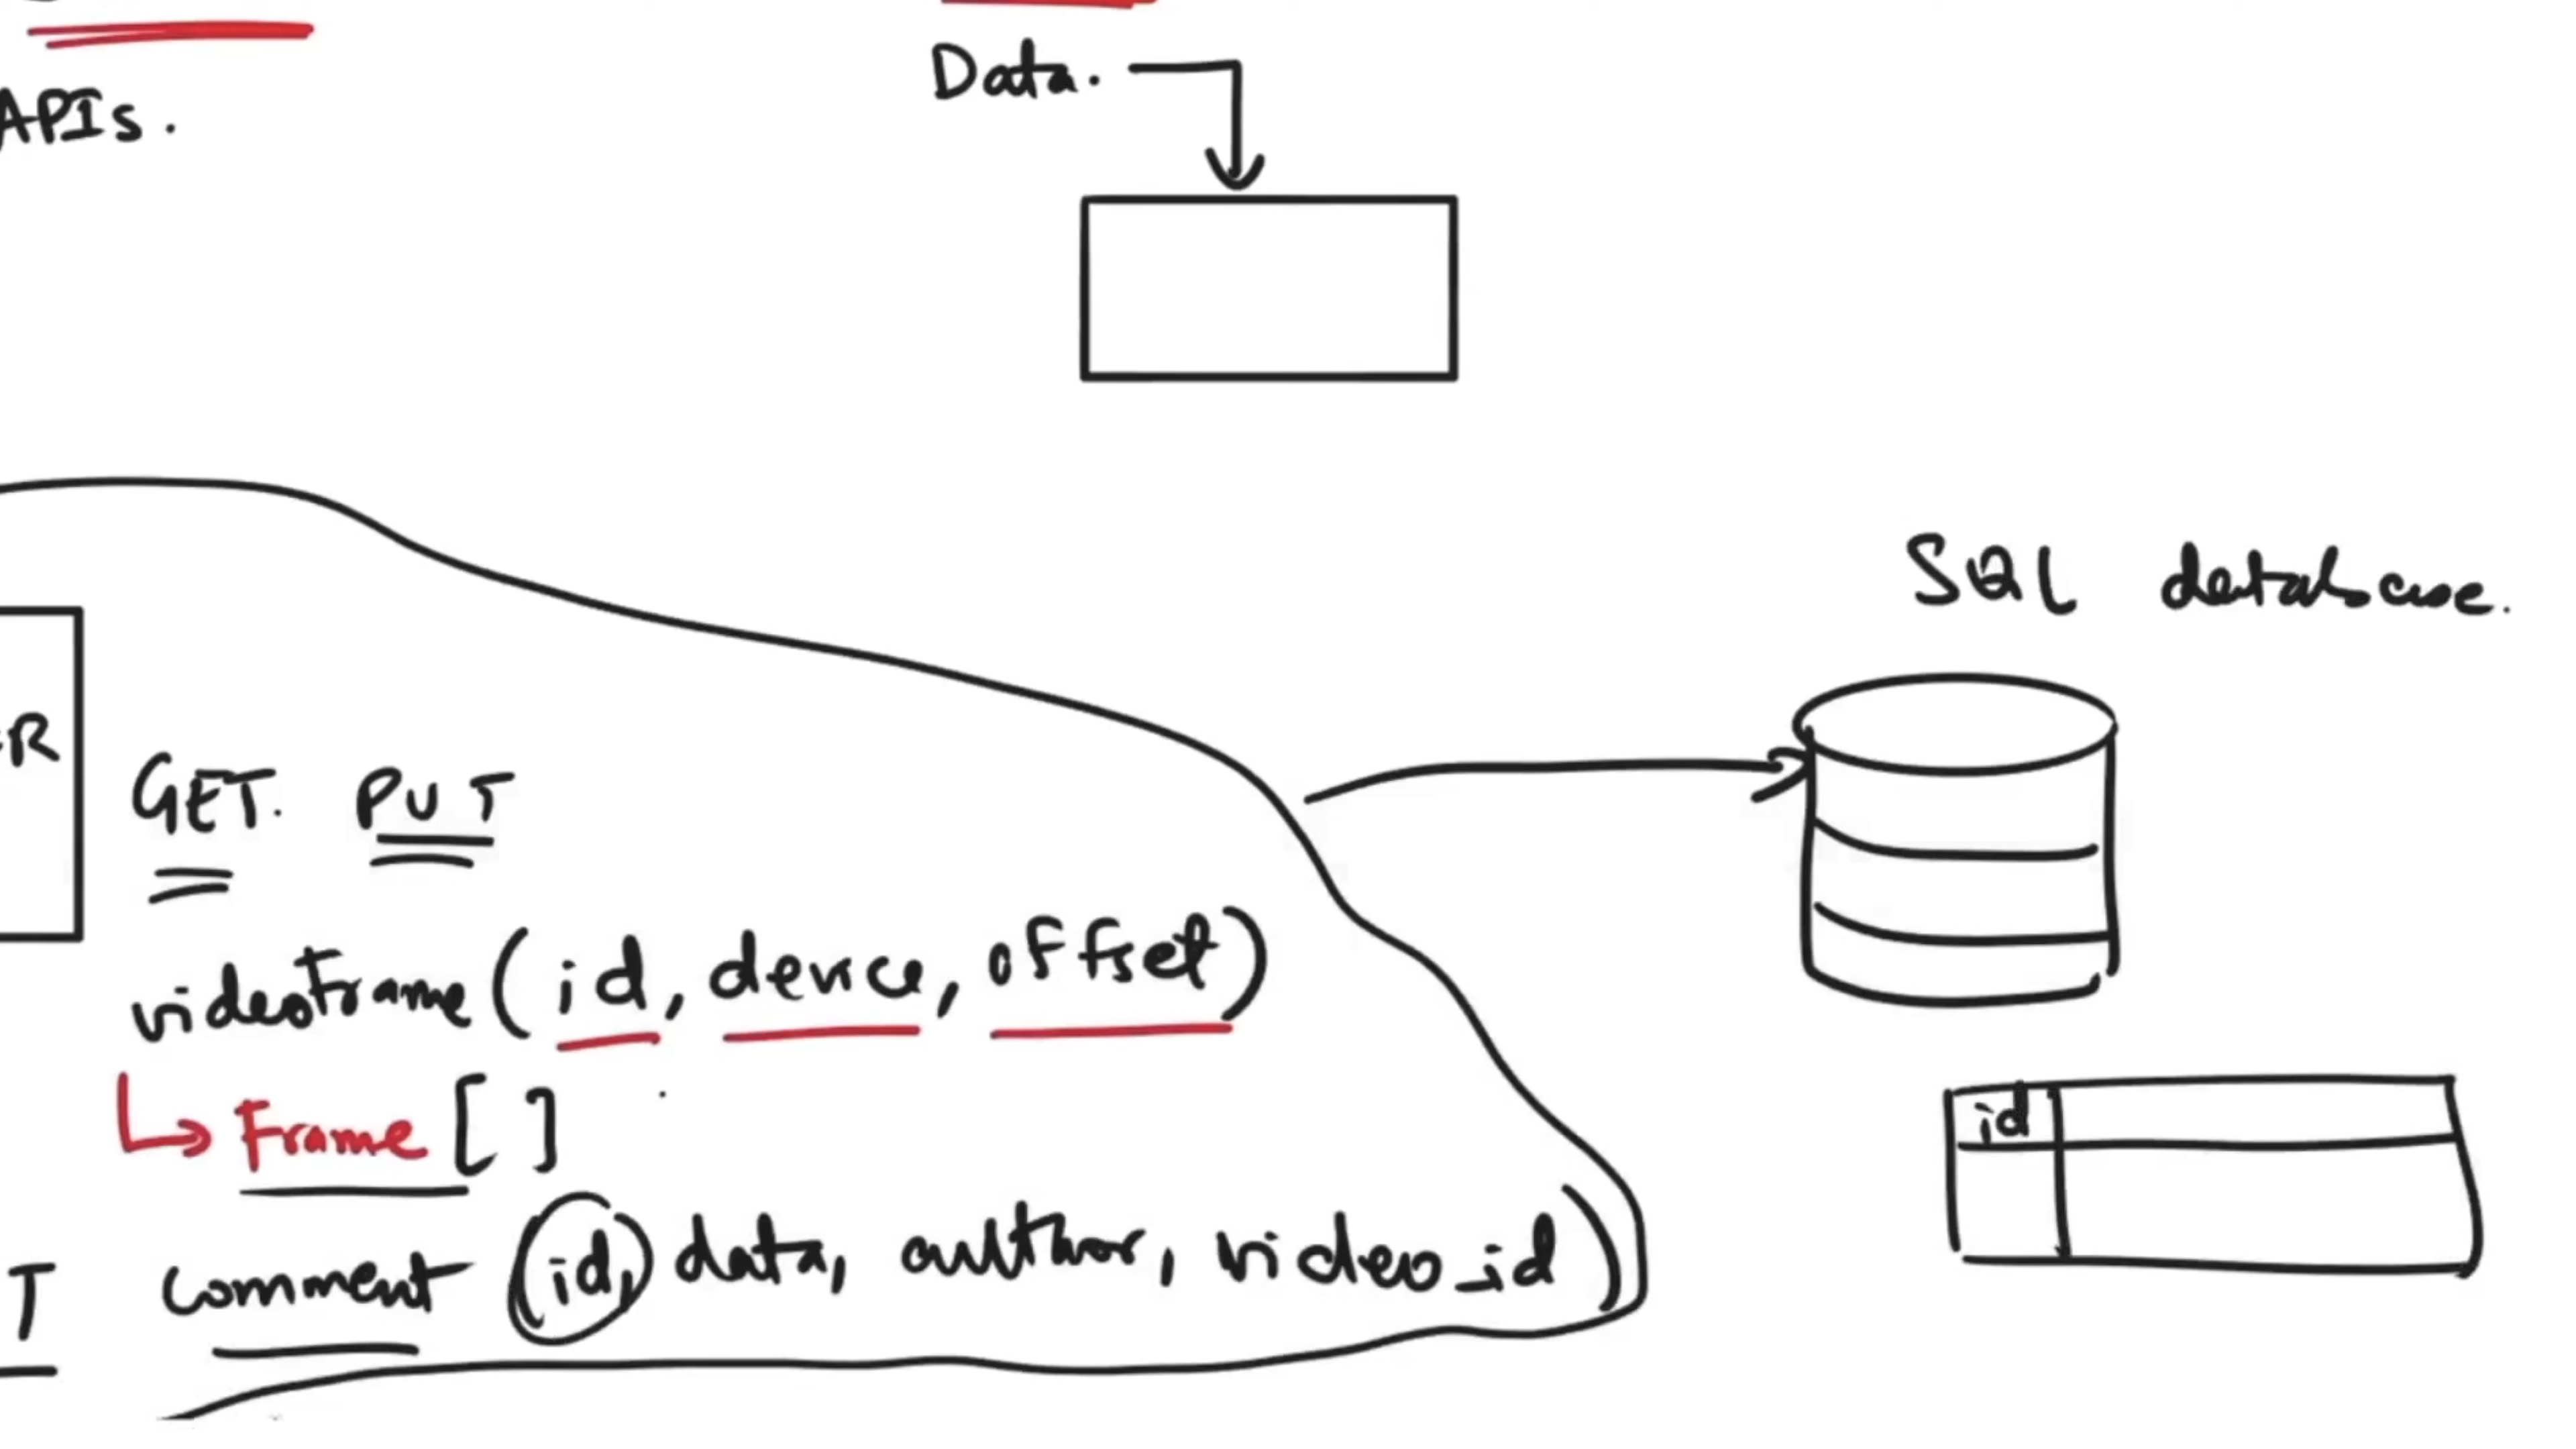 Data.
APIs.
SQL database.
GET. PUT
videoFrame (id, device, offset)
Frame []
id
comment (id, data, author, video_id)